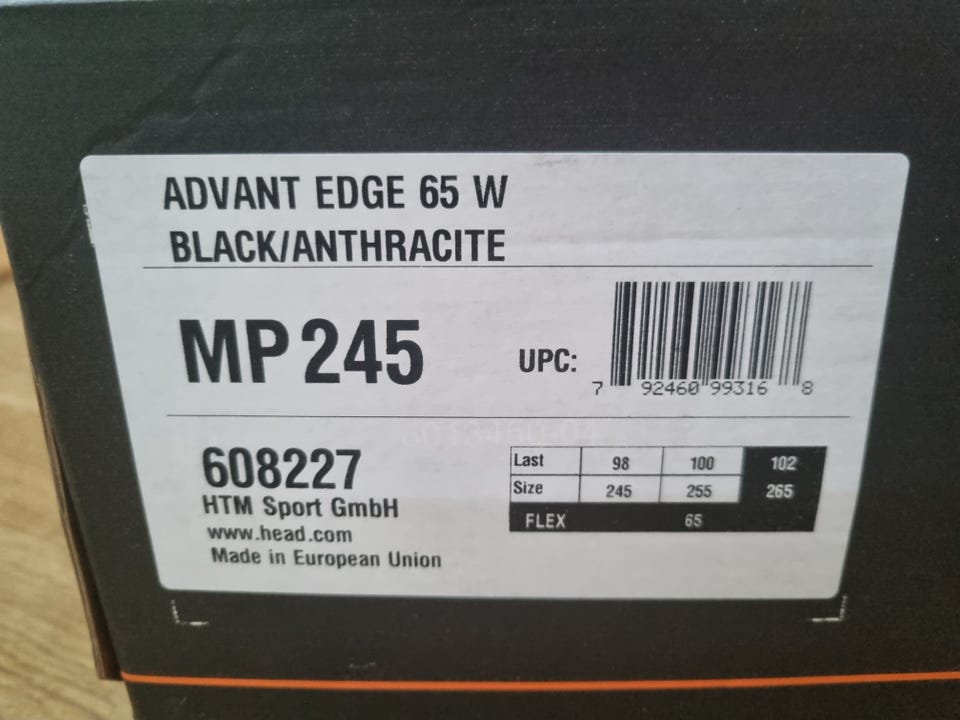 ADVANT EDGE 65 W
BLACK/ANTHRACITE
MP 245
UPC:
7 92460 99316 8
608227
HTM Sport GmbH
www.head.com
Made in European Union
Last 98 100 102
Size 245 255 265
FLEX 65